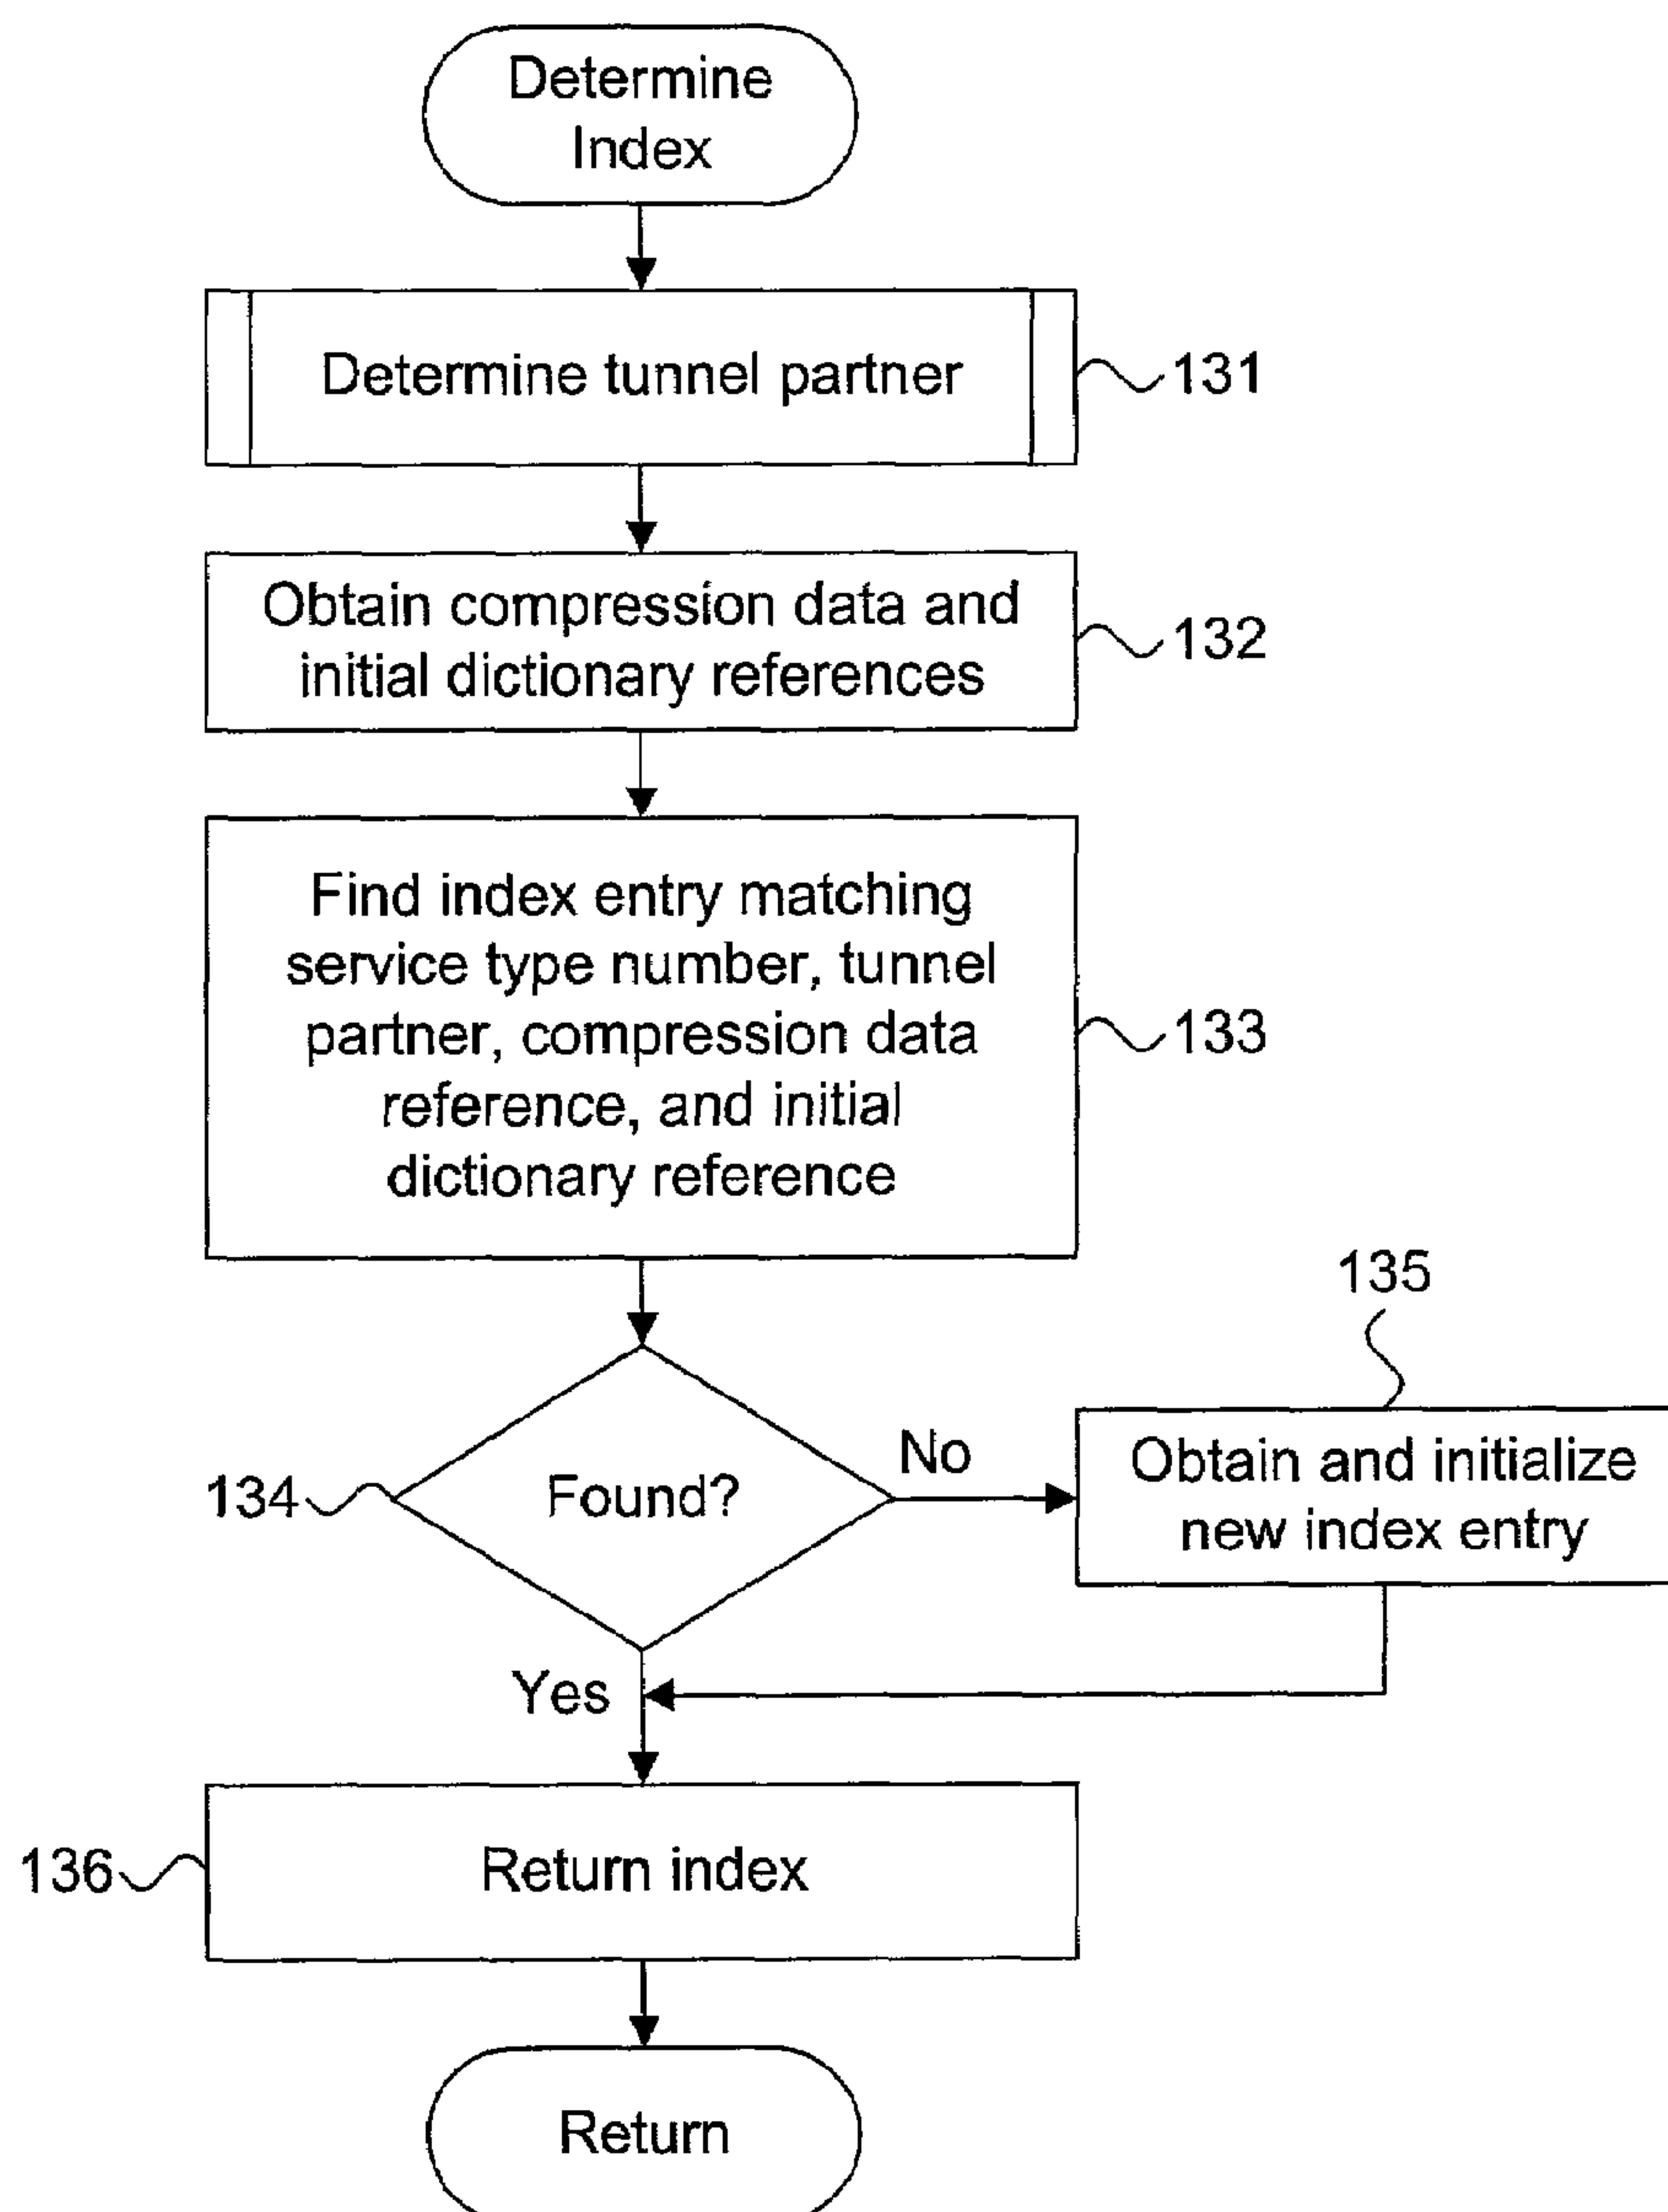 Determine
Index
Determine tunnel partner
131
Obtain compression data and
initial dictionary references
132
Find index entry matching
service type number, tunnel
partner, compression data
reference, and initial
dictionary reference
133
134
Found?
No
Yes
135
Obtain and initialize
new index entry
136
Return index
Return